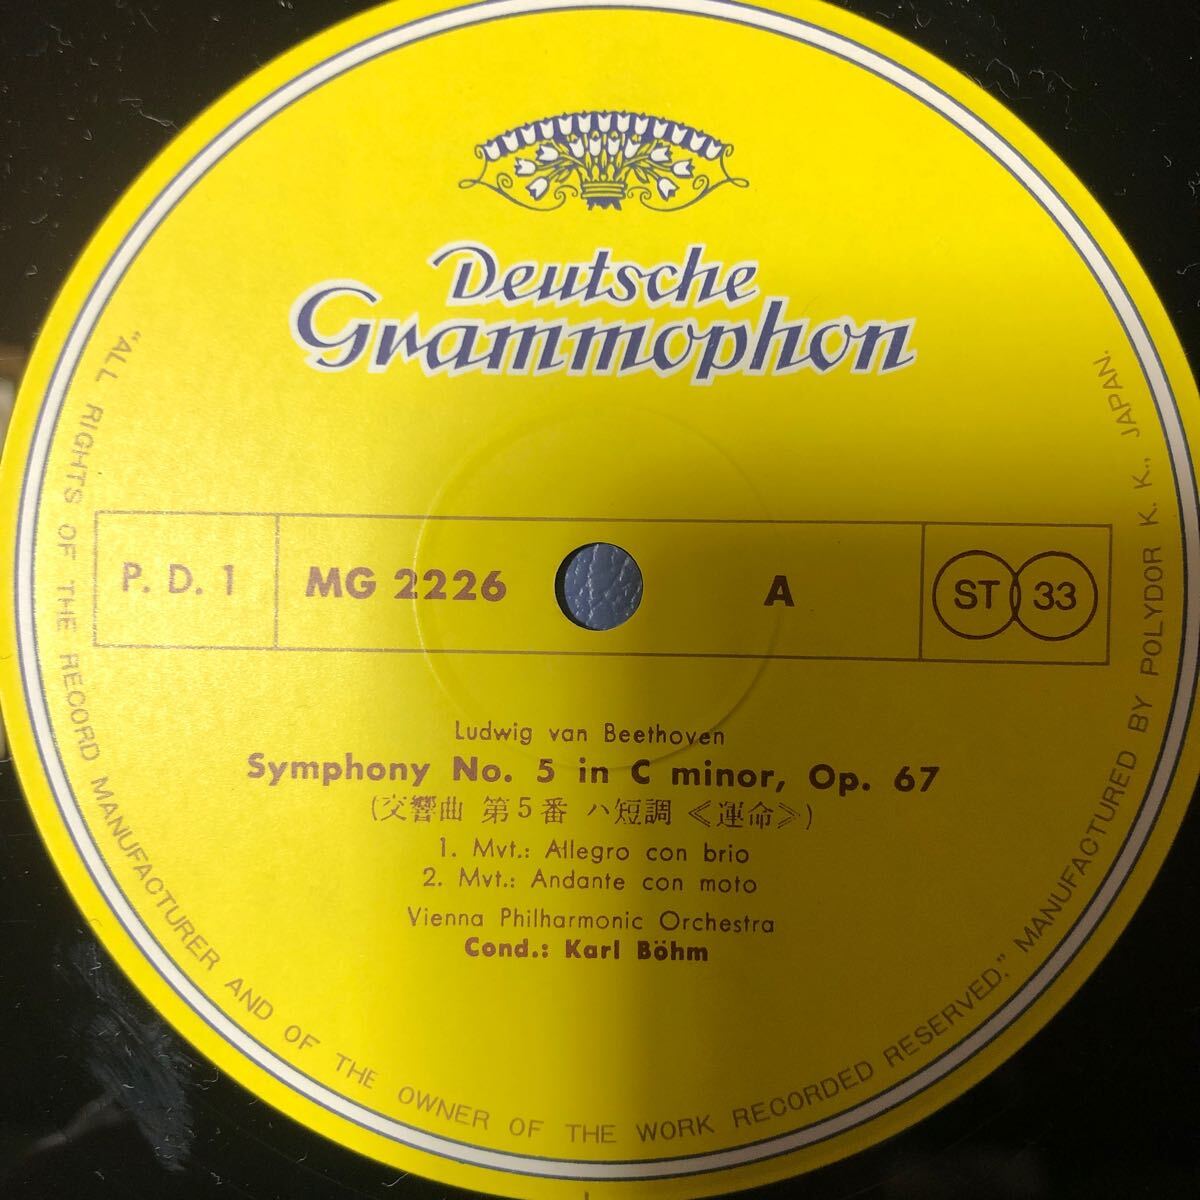 Deutsche
Grammophon
P. D. 1 MG 2226 A ST 33
Ludwig van Beethoven
Symphony No. 5 in C minor, Op. 67
(交響曲 第5番 ハ短調 《運命》)
1. Mvt.: Allegro con brio
2. Mvt.: Andante con moto
Vienna Philharmonic Orchestra
Cond.: Karl Böhm
"ALL RIGHTS OF THE RECORD MANUFACTURER AND OF THE OWNER OF THE WORK RECORDED RESERVED," MANUFACTURED BY POLYDOR K. K., JAPAN.